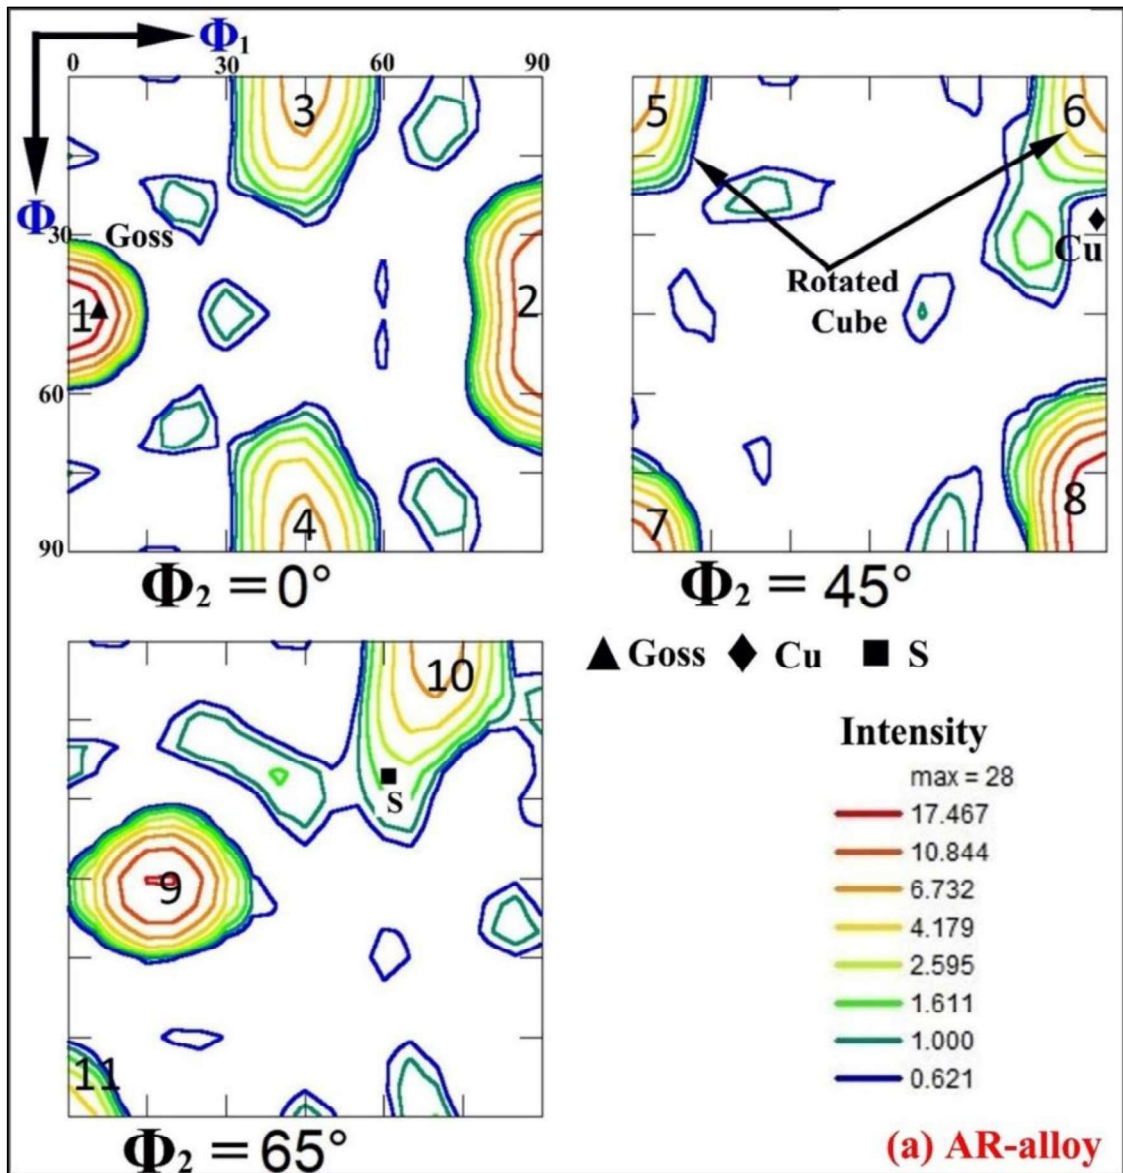 Φ1
0 30 60 90
3
5 6
Φ
30 Goss
Cu
1 2
Rotated
Cube
60
4
7 8
90
Φ2 = 0° Φ2 = 45°
▲ Goss ◆ Cu ■ S
10
Intensity
max = 28
S
17.467
10.844
9
6.732
4.179
2.595
1.611
1.000
11
0.621
Φ2 = 65°
(a) AR-alloy